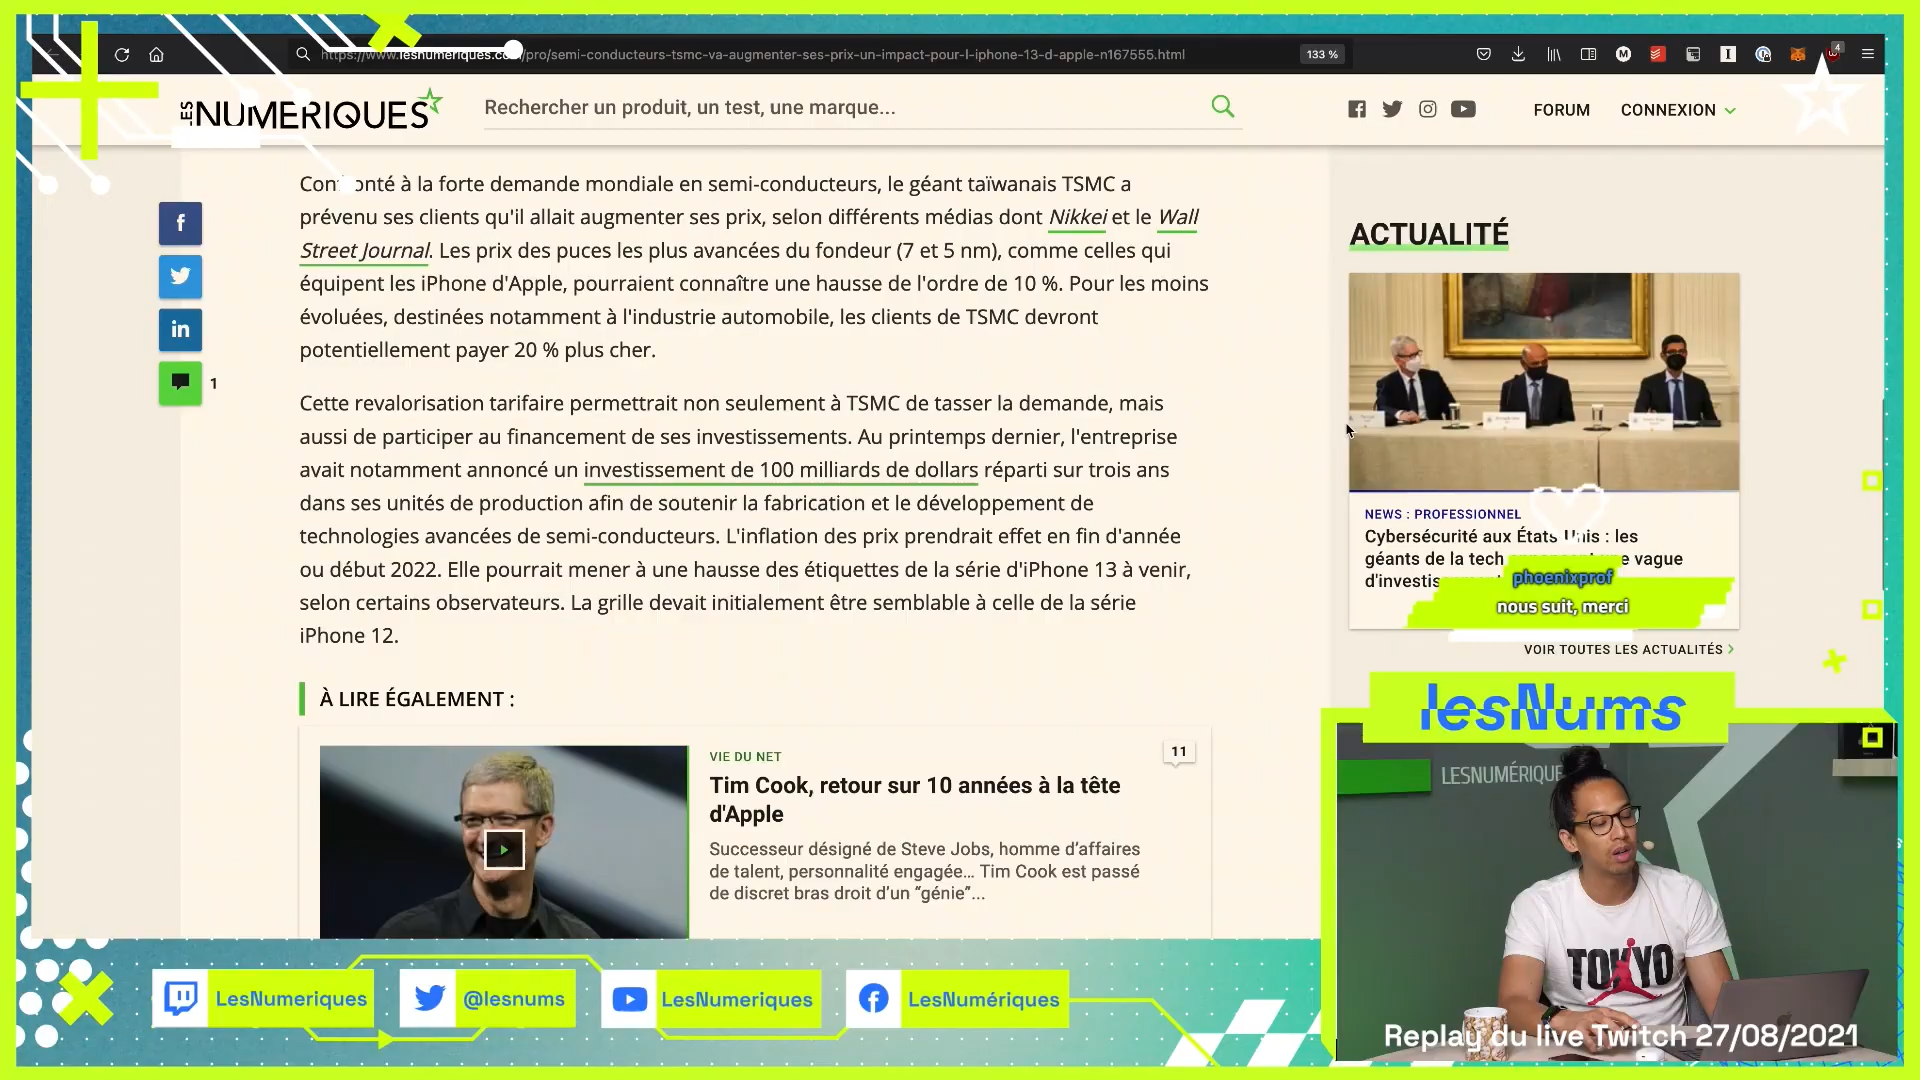 https://www.lesnumeriques.com/pro/semi-conducteurs-tsmc-va-augmenter-ses-prix-un-impact-pour-l-iphone-13-d-apple-n167555.html
133 %
4
LES NUMERIQUES
Rechercher un produit, un test, une marque...
FORUM
CONNEXION
Confronté à la forte demande mondiale en semi-conducteurs, le géant taïwanais TSMC a
prévenu ses clients qu'il allait augmenter ses prix, selon différents médias dont Nikkei et le Wall
Street Journal. Les prix des puces les plus avancées du fondeur (7 et 5 nm), comme celles qui
équipent les iPhone d'Apple, pourraient connaître une hausse de l'ordre de 10 %. Pour les moins
évoluées, destinées notamment à l'industrie automobile, les clients de TSMC devront
potentiellement payer 20 % plus cher.
1
Cette revalorisation tarifaire permettrait non seulement à TSMC de tasser la demande, mais
aussi de participer au financement de ses investissements. Au printemps dernier, l'entreprise
avait notamment annoncé un investissement de 100 milliards de dollars réparti sur trois ans
dans ses unités de production afin de soutenir la fabrication et le développement de
technologies avancées de semi-conducteurs. L'inflation des prix prendrait effet en fin d'année
ou début 2022. Elle pourrait mener à une hausse des étiquettes de la série d'iPhone 13 à venir,
selon certains observateurs. La grille devait initialement être semblable à celle de la série
iPhone 12.
À LIRE ÉGALEMENT :
VIE DU NET
11
Tim Cook, retour sur 10 années à la tête
d'Apple
Successeur désigné de Steve Jobs, homme d'affaires
de talent, personnalité engagée... Tim Cook est passé
de discret bras droit d'un “génie”...
ACTUALITÉ
NEWS : PROFESSIONNEL
Cybersécurité aux États Unis : les
géants de la tech annoncent une vague
phoenixprof
nous suit, merci
VOIR TOUTES LES ACTUALITÉS
lesNums
LESNUMÉRIQUE
TOKYO
LesNumeriques
@lesnums
LesNumeriques
LesNumériques
Replay du live Twitch 27/08/2021